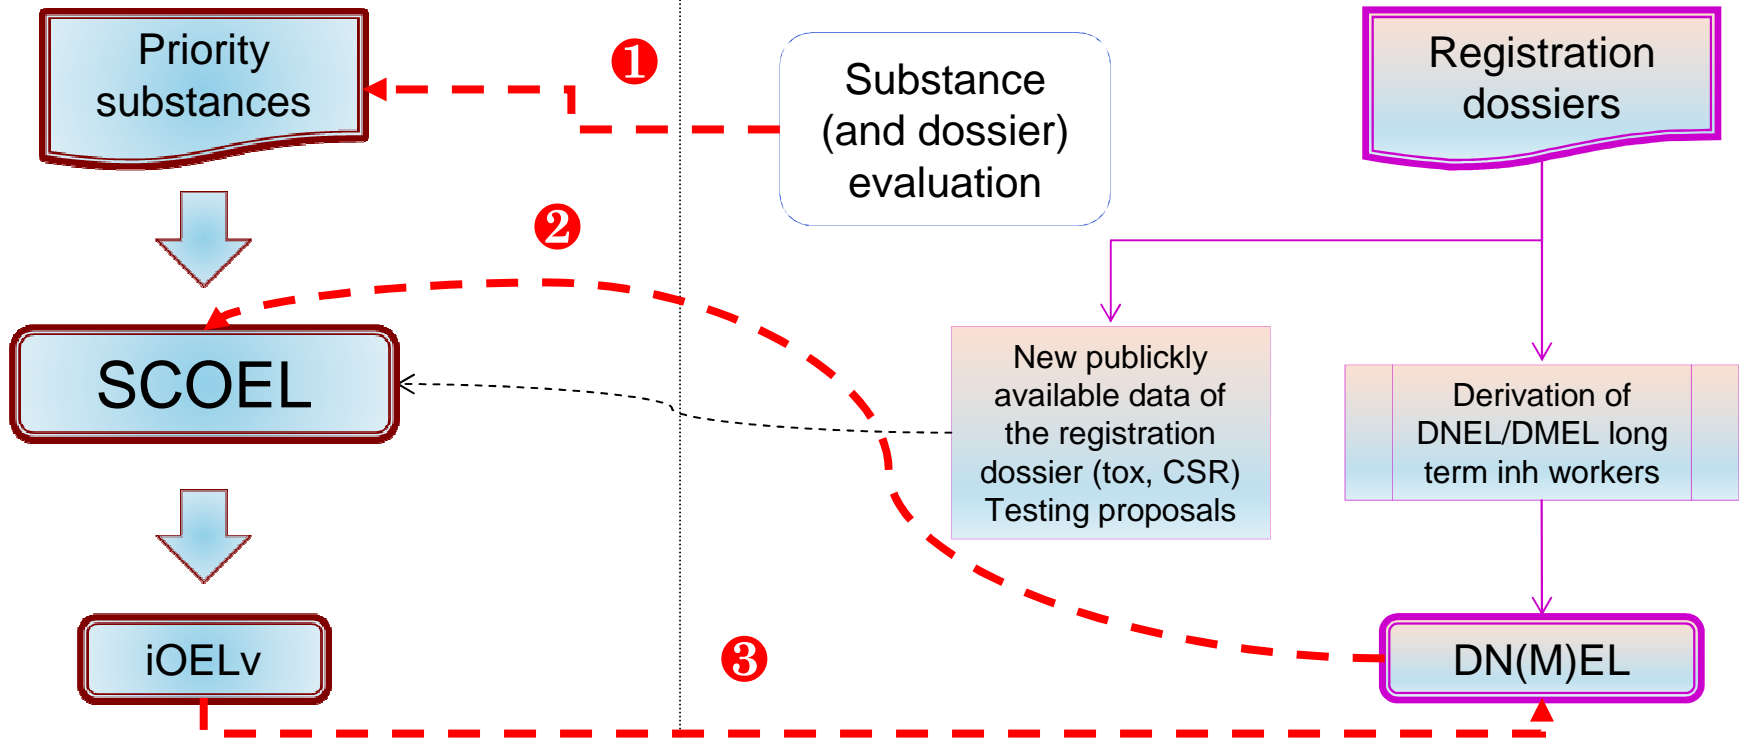 Priority
substances
❶
Substance
(and dossier)
evaluation
Registration
dossiers
❷
SCOEL
New publickly
available data of
the registration
dossier (tox, CSR)
Testing proposals
Derivation of
DNEL/DMEL long
term inh workers
iOELv
❸
DN(M)EL